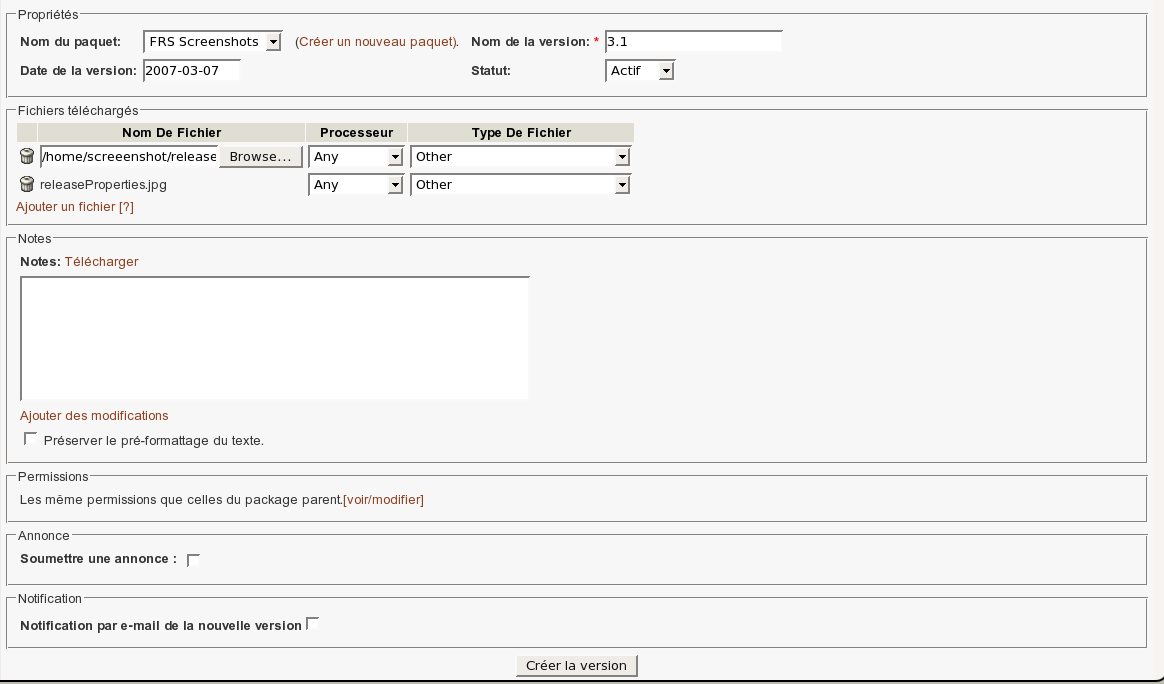 Propriétés
Nom du paquet: FRS Screenshots (Créer un nouveau paquet). Nom de la version: * 3.1
Date de la version: 2007-03-07 Statut: Actif
Fichiers téléchargés
Nom De Fichier Processeur Type De Fichier
/home/screeenshot/release Browse... Any Other
releaseProperties.jpg Any Other
Ajouter un fichier [?]
Notes
Notes: Télécharger
Ajouter des modifications
Préserver le pré-formattage du texte.
Permissions
Les même permissions que celles du package parent.[voir/modifier]
Annonce
Soumettre une annonce :
Notification
Notification par e-mail de la nouvelle version
Créer la version